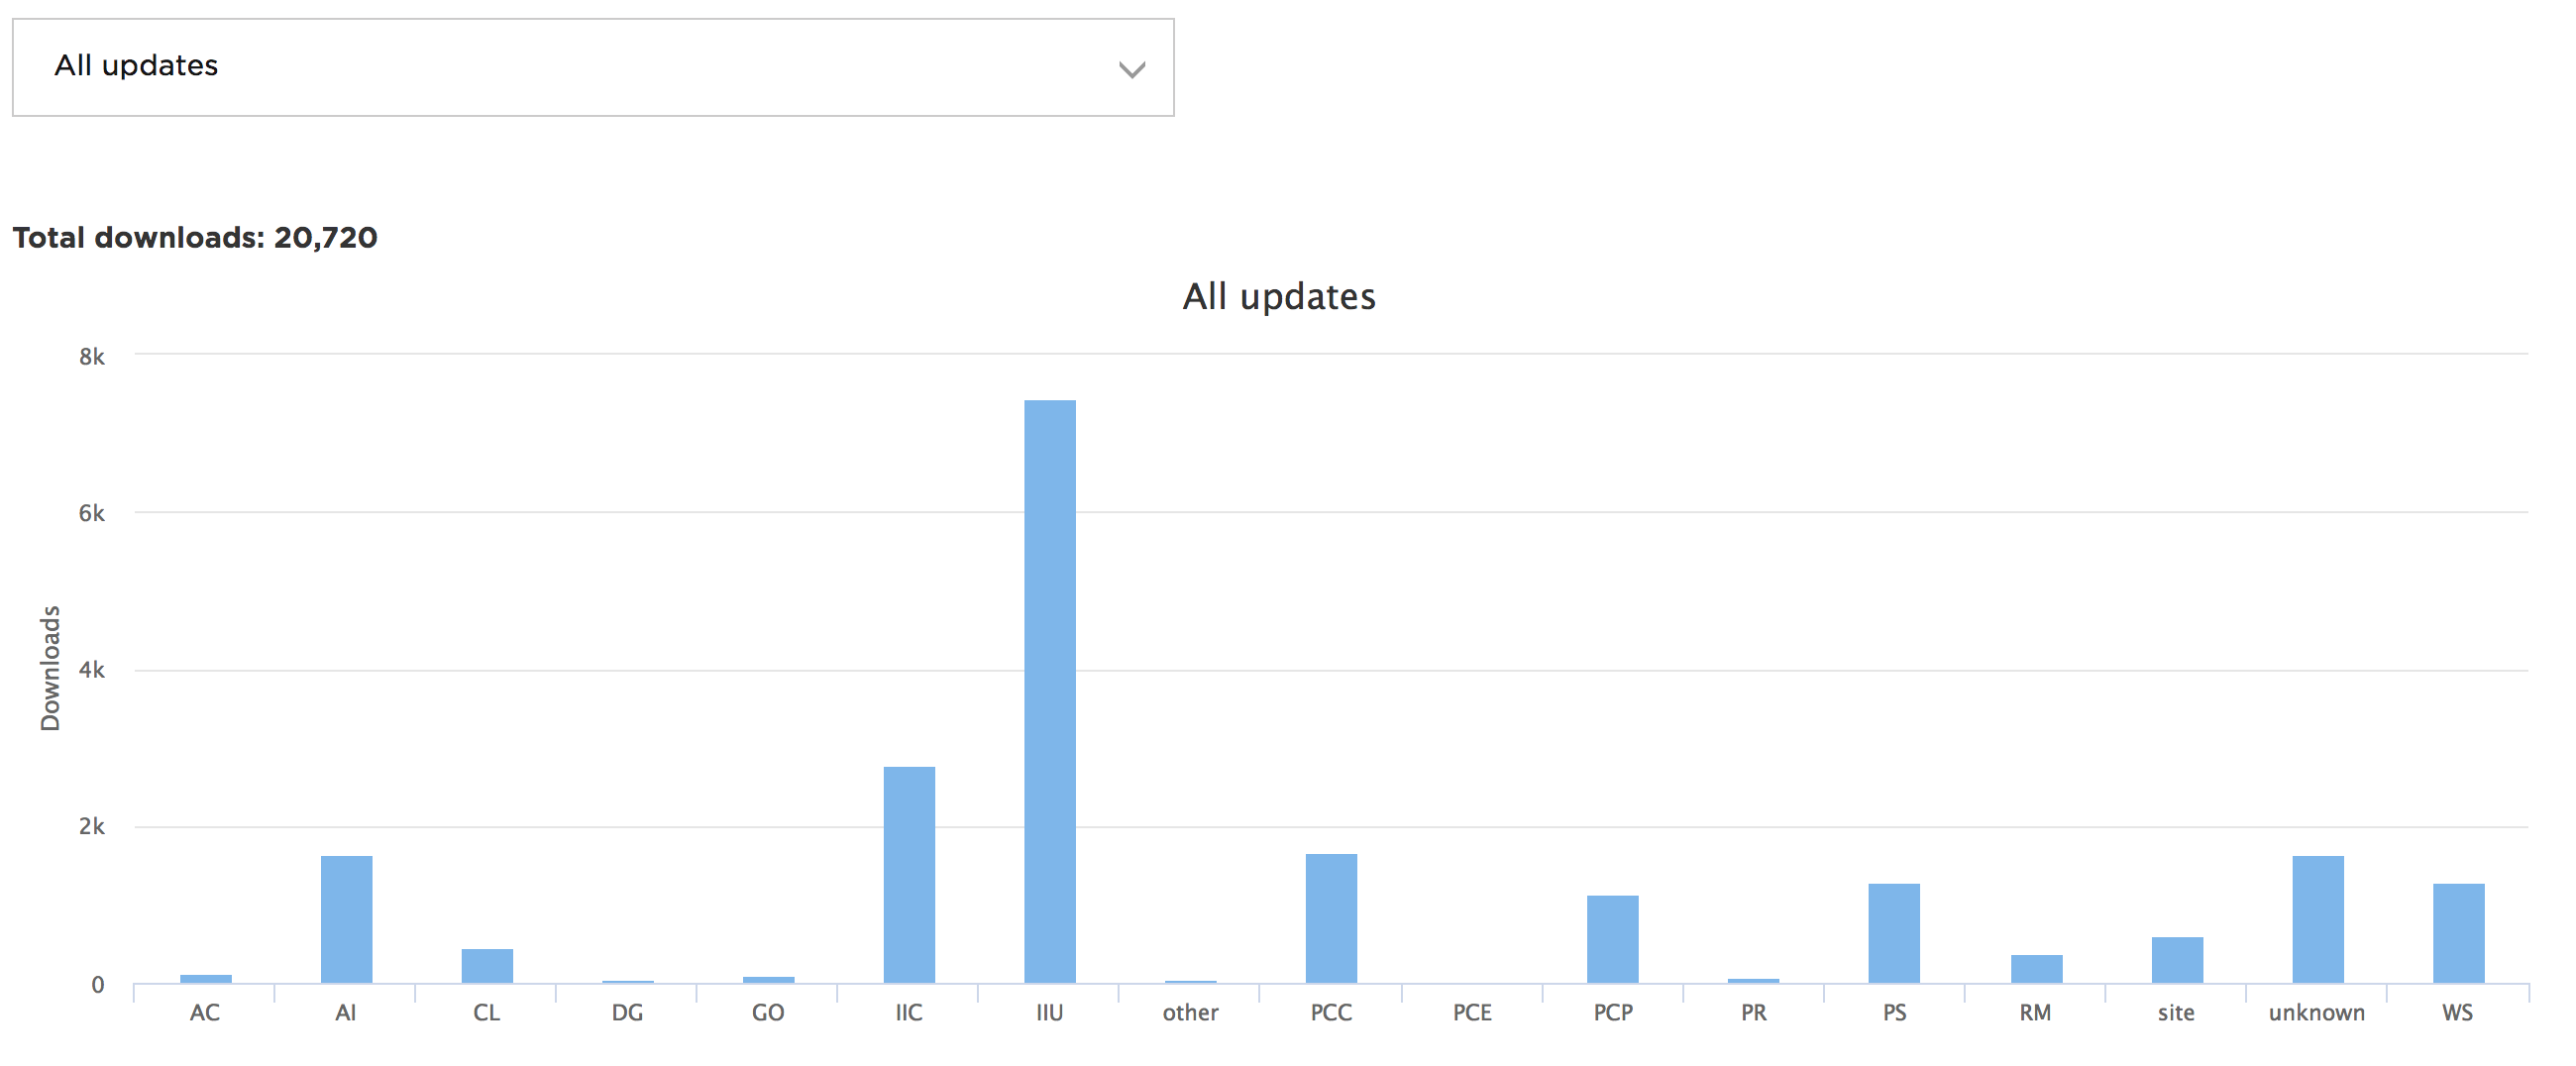 All updates
Total downloads: 20,720
All updates
8k
6k
4k
2k
0
Downloads
AC AI CL DG GO IIC IIU other PCC PCE PCP PR PS RM site unknown WS